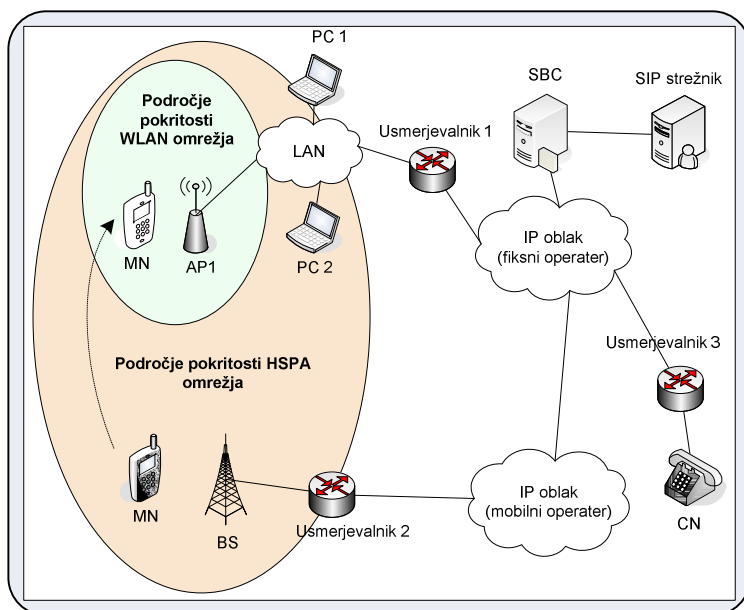 PC 1
SBC
SIP strežnik
Področje
pokritosti
WLAN omrežja
Usmerjevalnik 1
LAN
MN
AP1
PC 2
IP oblak
(fiksni operater)
Usmerjevalnik 3
Področje pokritosti HSPA
omrežja
IP oblak
(mobilni operater)
MN
BS
Usmerjevalnik 2
CN